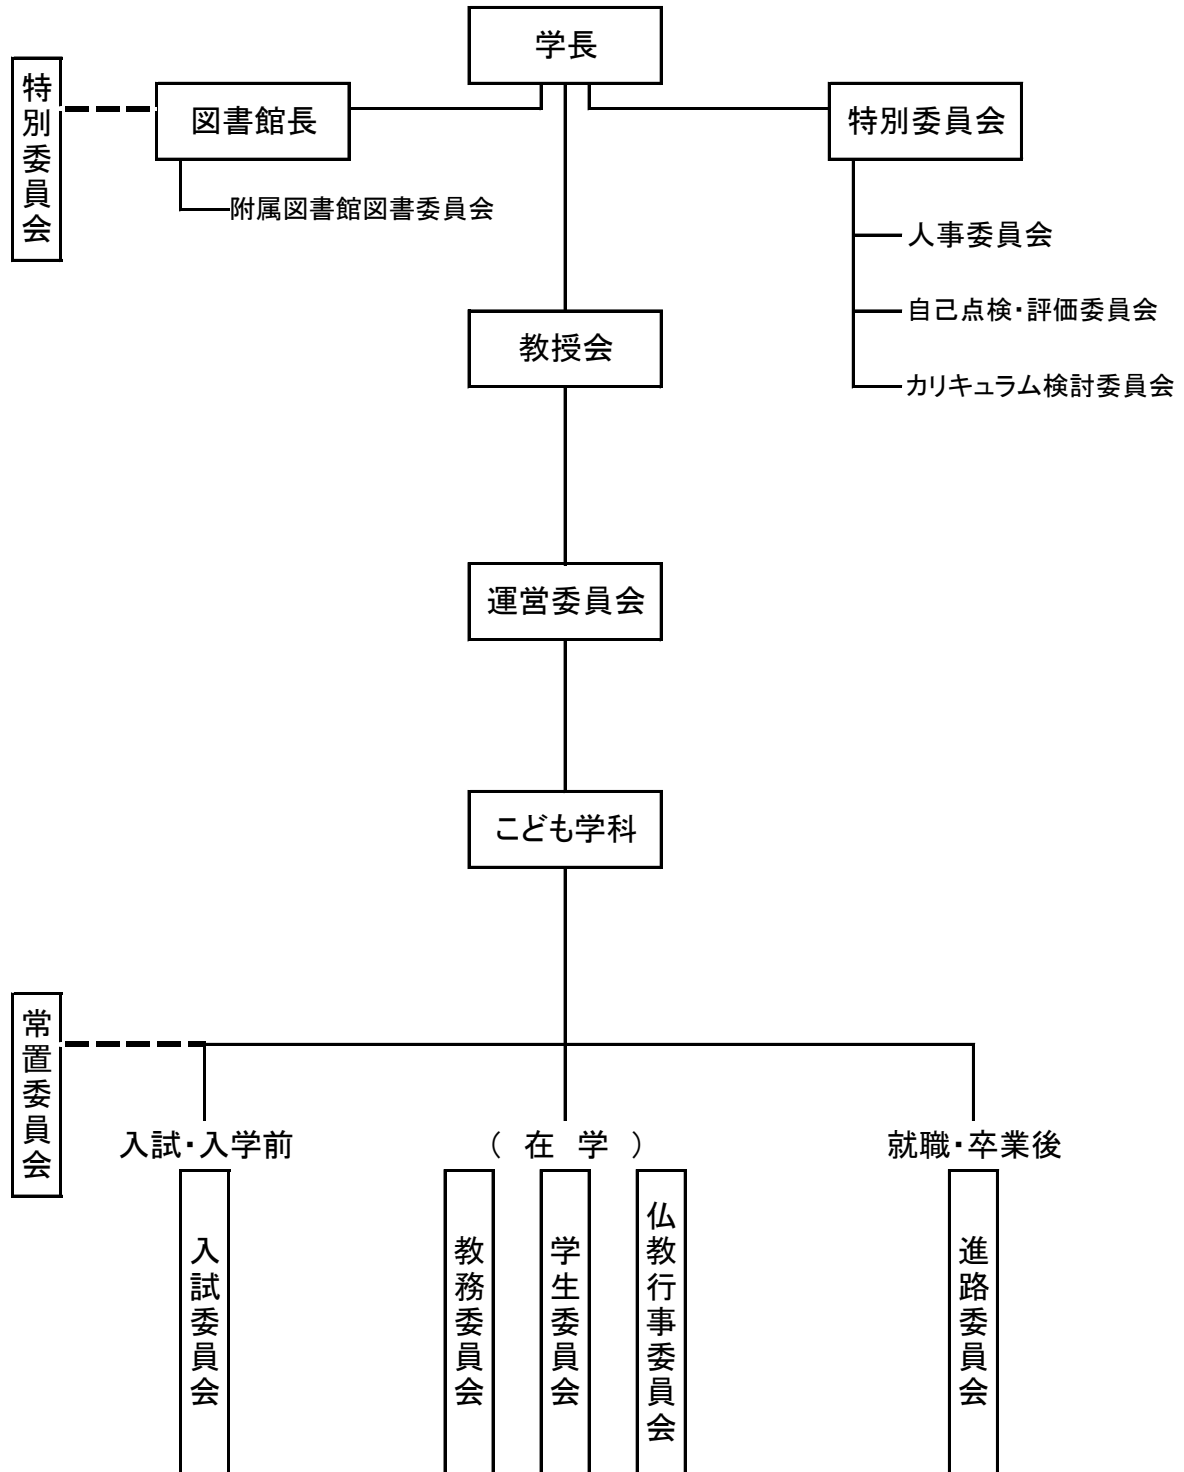 学長
特別委員会
図書館長
特別委員会
附属図書館図書委員会
人事委員会
自己点検・評価委員会
カリキュラム検討委員会
教授会
運営委員会
こども学科
常置委員会
入試・入学前
（ 在 学 ）
就職・卒業後
入試委員会
教務委員会
学生委員会
仏教行事委員会
進路委員会